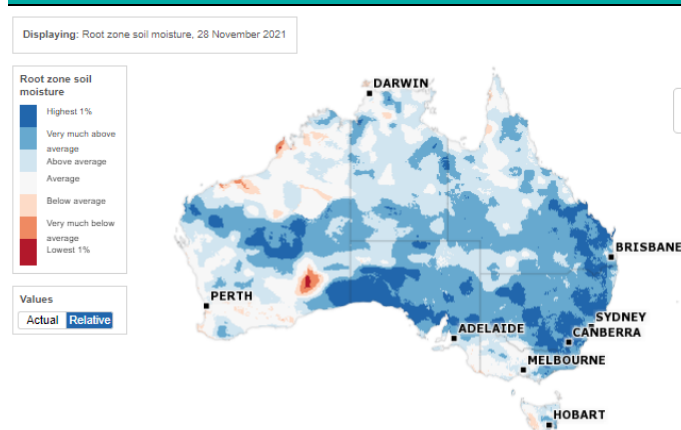 Displaying: Root zone soil moisture, 28 November 2021
Root zone soil
moisture
Highest 1%
Very much above
average
Above average
Average
Below average
Very much below
average
Lowest 1%
Values
Actual Relative
DARWIN
BRISBANE
PERTH
SYDNEY
ADELAIDE
CANBERRA
MELBOURNE
HOBART